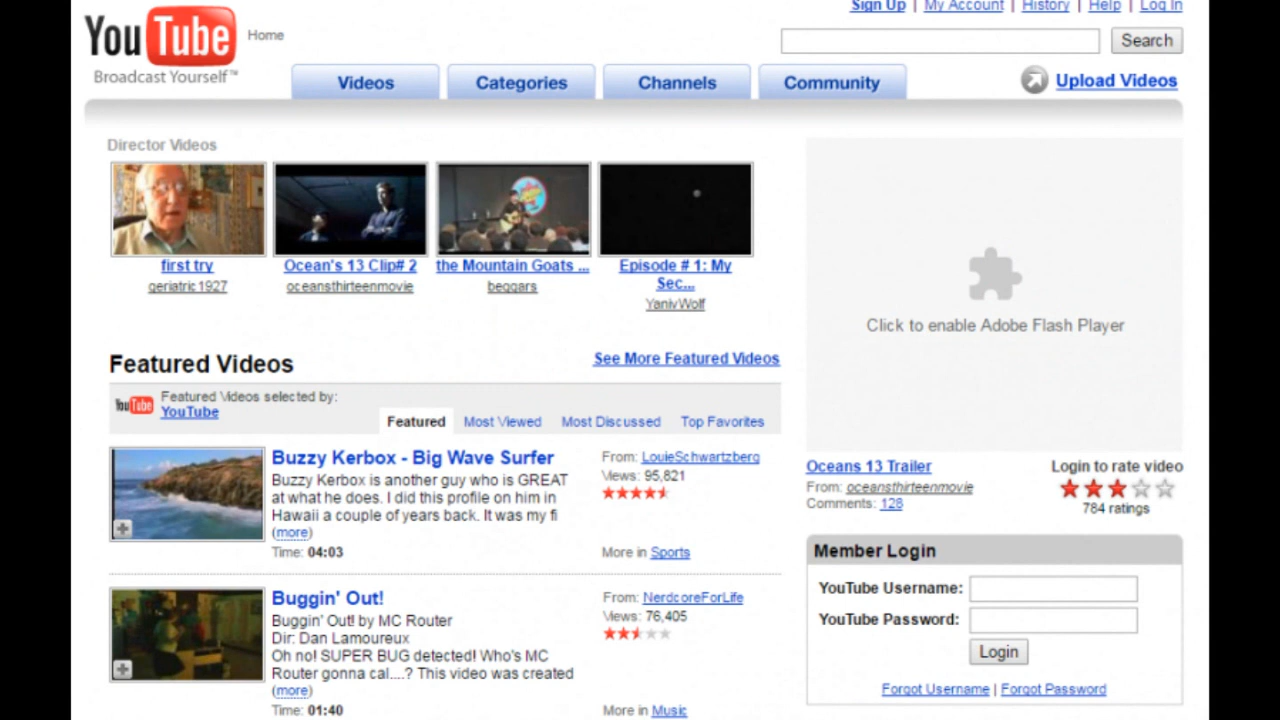 Sign Up | My Account | History | Help | Log In
YouTube Home
Broadcast Yourself™
Search
Videos Categories Channels Community Upload Videos
Director Videos
first try
geriatric1927
Ocean's 13 Clip# 2
oceansthirteenmovie
the Mountain Goats ...
beggars
Episode # 1: My
Sec...
YanivWolf
Click to enable Adobe Flash Player
Featured Videos
See More Featured Videos
YouTube
Featured Videos selected by:
YouTube
Featured Most Viewed Most Discussed Top Favorites
Buzzy Kerbox - Big Wave Surfer
Buzzy Kerbox is another guy who is GREAT
at what he does. I did this profile on him in
Hawaii a couple of years back. It was my fi
(more)
Time: 04:03
From: LouieSchwartzberg
Views: 95,821
More in Sports
Buggin' Out!
Buggin' Out! by MC Router
Dir: Dan Lamoureux
Oh no! SUPER BUG detected! Who's MC
Router gonna cal....? This video was created
(more)
Time: 01:40
From: NerdcoreForLife
Views: 76,405
More in Music
Oceans 13 Trailer
From: oceansthirteenmovie
Comments: 128
Login to rate video
784 ratings
Member Login
YouTube Username:
YouTube Password:
Login
Forgot Username | Forgot Password